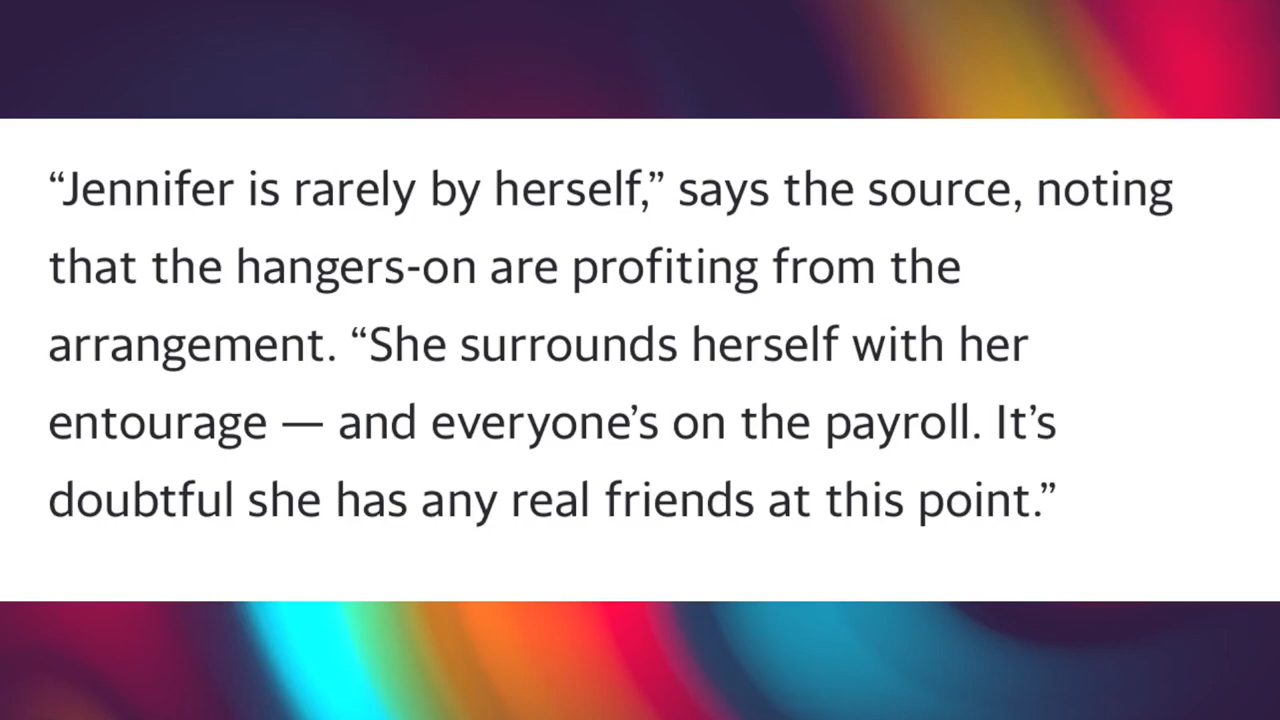 “Jennifer is rarely by herself,” says the source, noting
that the hangers-on are profiting from the
arrangement. “She surrounds herself with her
entourage — and everyone’s on the payroll. It’s
doubtful she has any real friends at this point.”